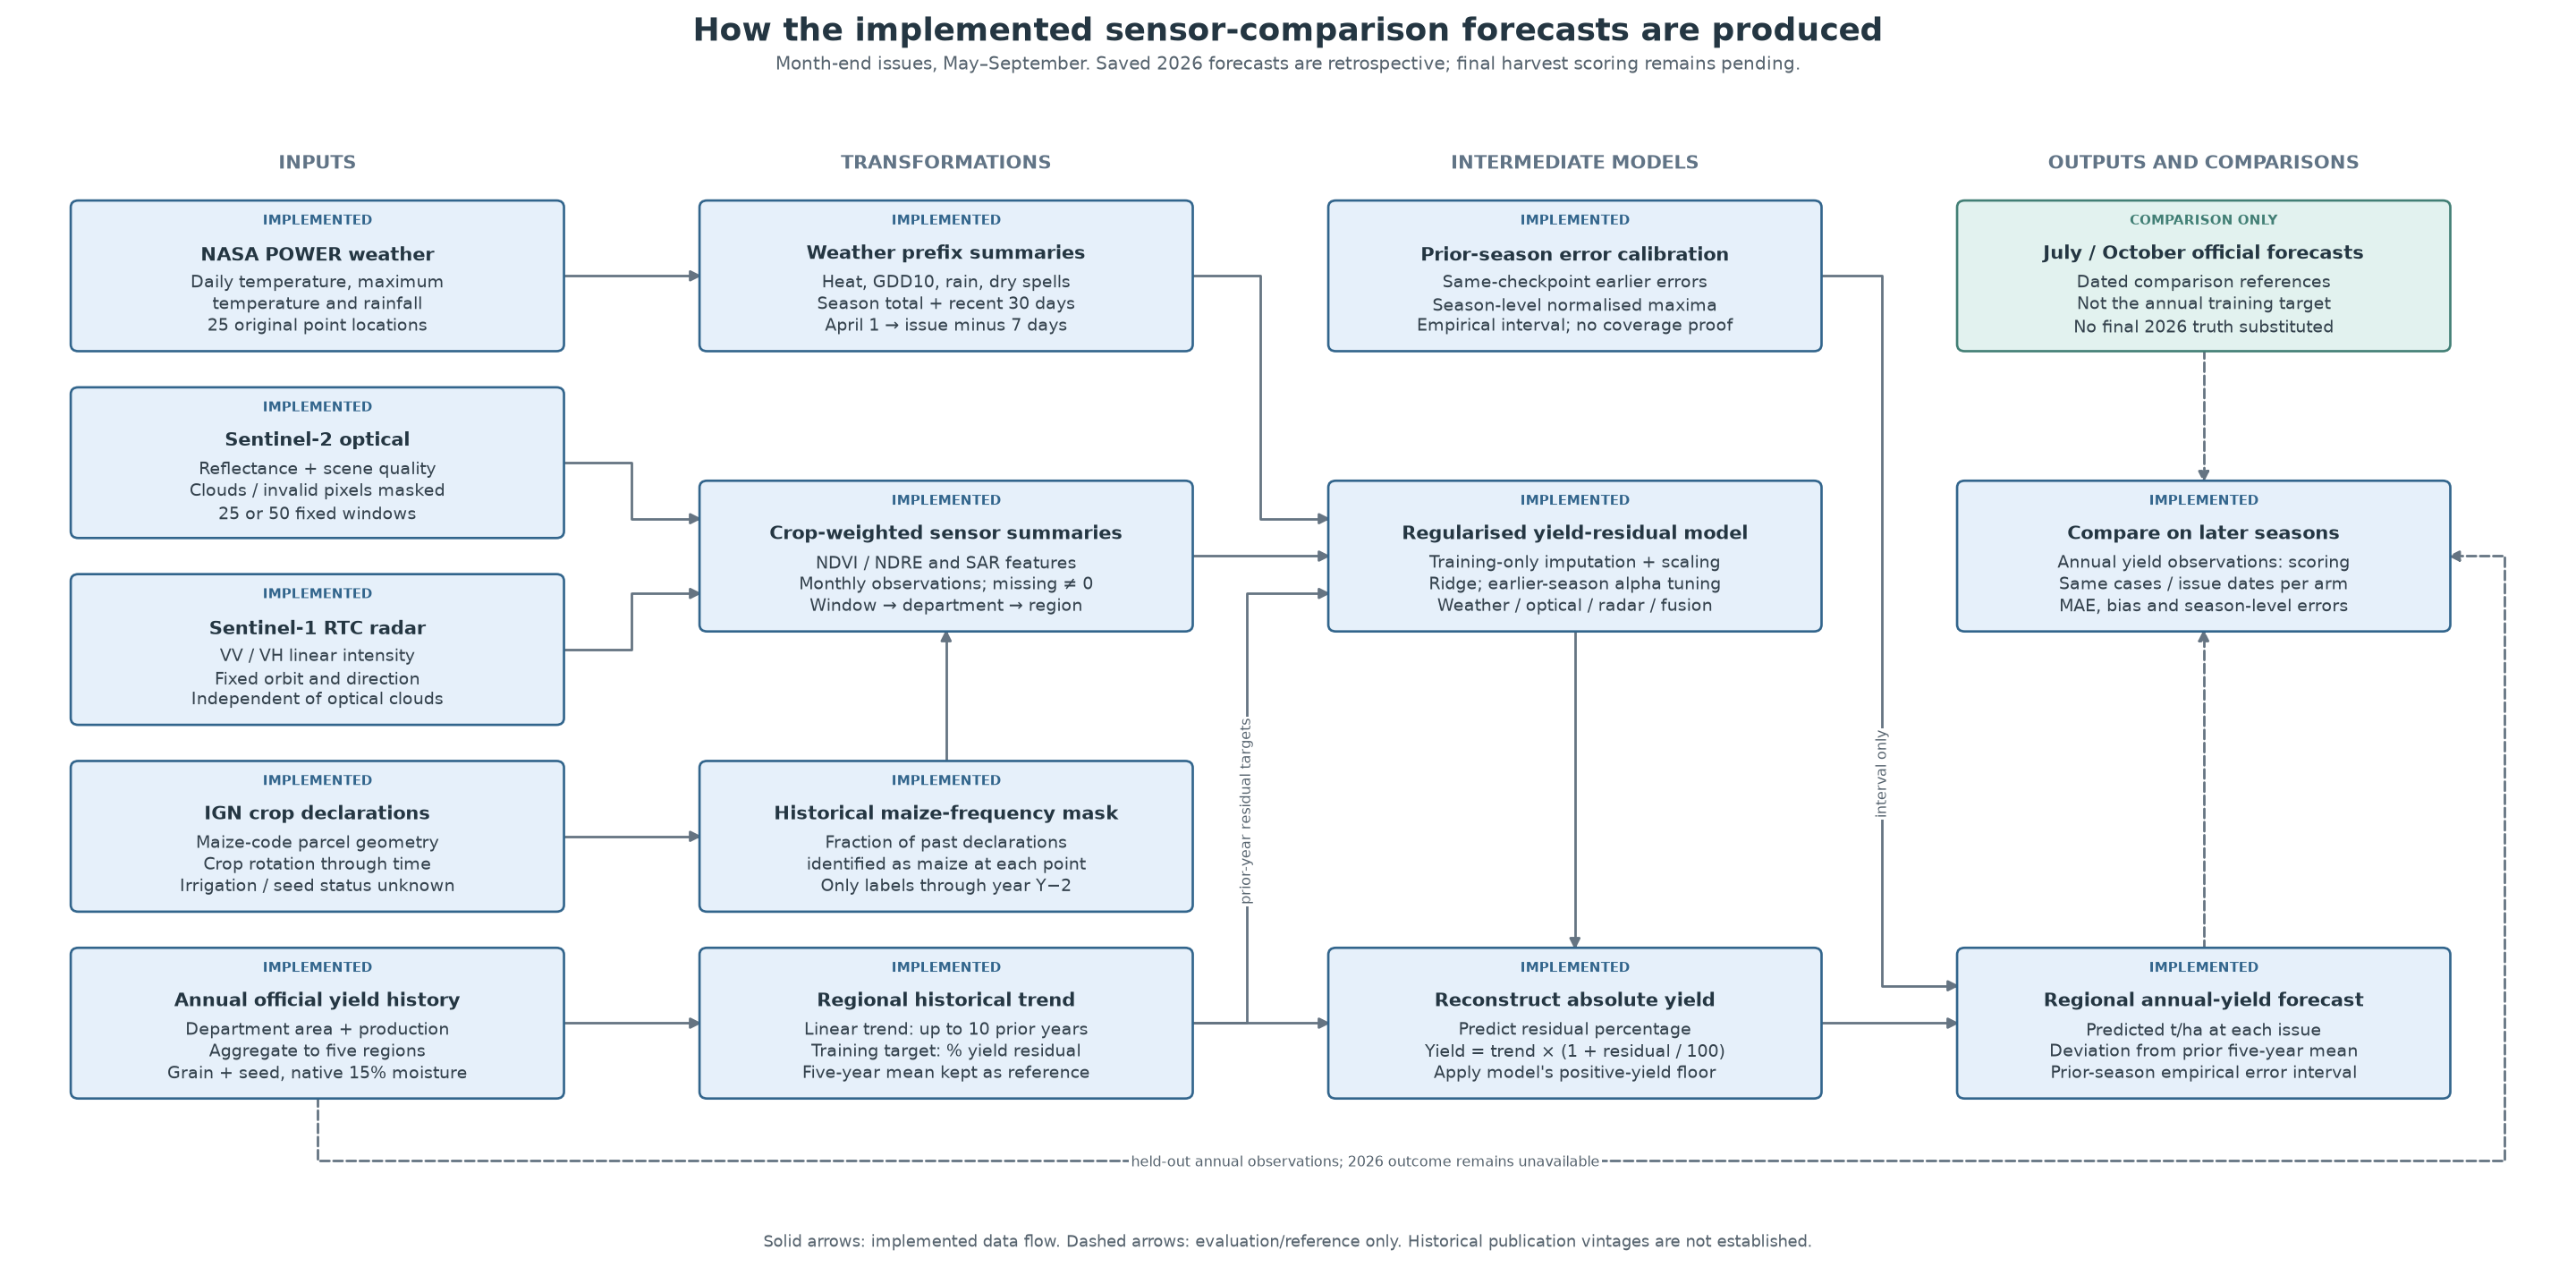 How the implemented sensor-comparison forecasts are produced
Month-end issues, May–September. Saved 2026 forecasts are retrospective; final harvest scoring remains pending.
INPUTS
IMPLEMENTED
NASA POWER weather
Daily temperature, maximum
temperature and rainfall
25 original point locations
IMPLEMENTED
Sentinel-2 optical
Reflectance + scene quality
Clouds / invalid pixels masked
25 or 50 fixed windows
IMPLEMENTED
Sentinel-1 RTC radar
VV / VH linear intensity
Fixed orbit and direction
Independent of optical clouds
IMPLEMENTED
IGN crop declarations
Maize-code parcel geometry
Crop rotation through time
Irrigation / seed status unknown
IMPLEMENTED
Annual official yield history
Department area + production
Aggregate to five regions
Grain + seed, native 15% moisture
TRANSFORMATIONS
IMPLEMENTED
Weather prefix summaries
Heat, GDD10, rain, dry spells
Season total + recent 30 days
April 1 → issue minus 7 days
IMPLEMENTED
Crop-weighted sensor summaries
NDVI / NDRE and SAR features
Monthly observations; missing ≠ 0
Window → department → region
IMPLEMENTED
Historical maize-frequency mask
Fraction of past declarations
identified as maize at each point
Only labels through year Y−2
IMPLEMENTED
Regional historical trend
Linear trend: up to 10 prior years
Training target: % yield residual
Five-year mean kept as reference
prior-year residual targets
INTERMEDIATE MODELS
IMPLEMENTED
Prior-season error calibration
Same-checkpoint earlier errors
Season-level normalised maxima
Empirical interval; no coverage proof
IMPLEMENTED
Regularised yield-residual model
Training-only imputation + scaling
Ridge; earlier-season alpha tuning
Weather / optical / radar / fusion
IMPLEMENTED
Reconstruct absolute yield
Predict residual percentage
Yield = trend × (1 + residual / 100)
Apply model's positive-yield floor
interval only
OUTPUTS AND COMPARISONS
COMPARISON ONLY
July / October official forecasts
Dated comparison references
Not the annual training target
No final 2026 truth substituted
IMPLEMENTED
Compare on later seasons
Annual yield observations: scoring
Same cases / issue dates per arm
MAE, bias and season-level errors
IMPLEMENTED
Regional annual-yield forecast
Predicted t/ha at each issue
Deviation from prior five-year mean
Prior-season empirical error interval
held-out annual observations; 2026 outcome remains unavailable
Solid arrows: implemented data flow. Dashed arrows: evaluation/reference only. Historical publication vintages are not established.